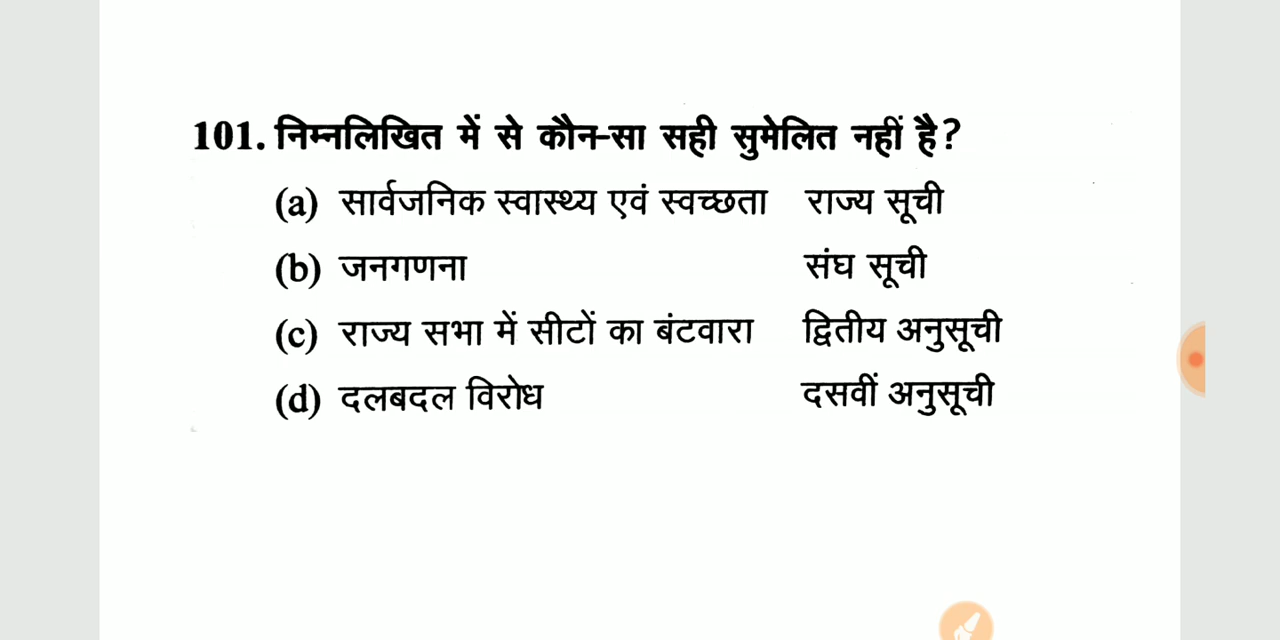 101. निम्नलिखित में से कौन-सा सही सुमेलित नहीं है?
(a) सार्वजनिक स्वास्थ्य एवं स्वच्छता राज्य सूची
(b) जनगणना संघ सूची
(c) राज्य सभा में सीटों का बंटवारा द्वितीय अनुसूची
(d) दलबदल विरोध दसवीं अनुसूची